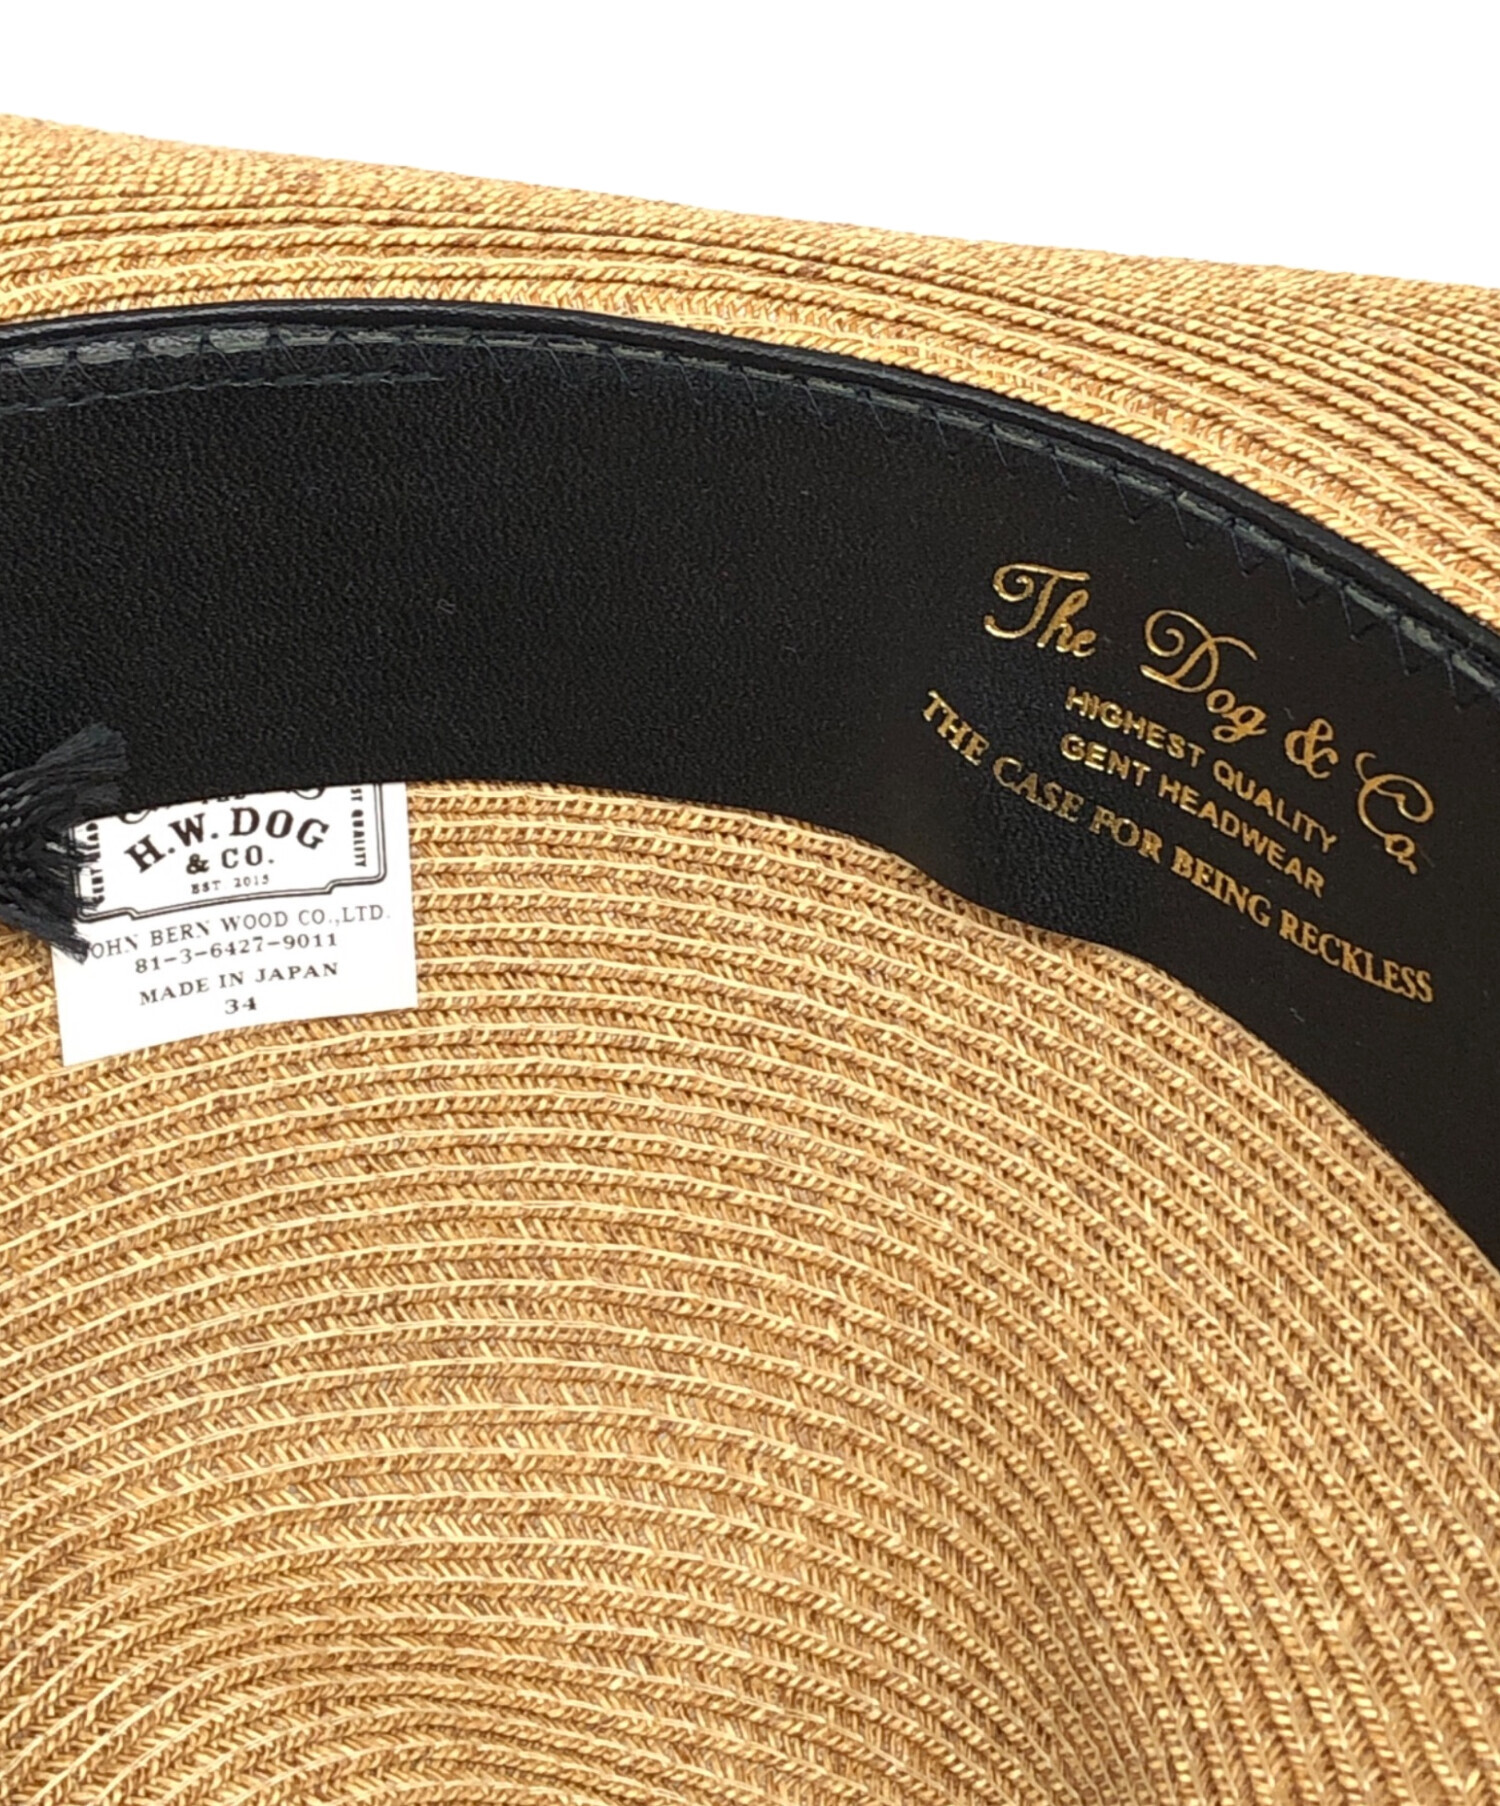 The Dog & Co.
HIGHEST QUALITY
GENT HEADWEAR
THE CASE FOR BEING RECKLESS
H.W.DOG
& CO.
EST 2015
QUALITY
JOHN BERN WOOD CO.,LTD.
81-3-6427-9011
MADE IN JAPAN
34